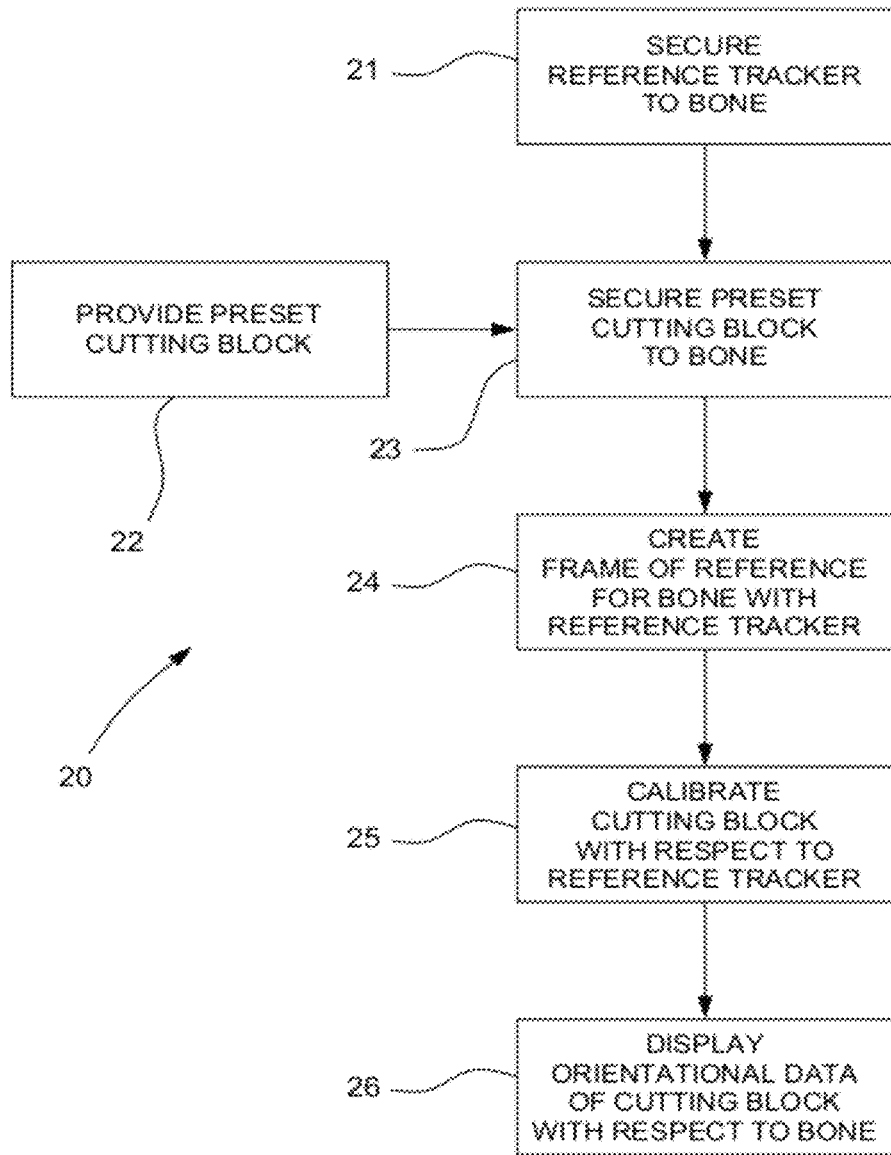 21
SECURE
REFERENCE TRACKER
TO BONE
PROVIDE PRESET
CUTTING BLOCK
22
SECURE PRESET
CUTTING BLOCK
TO BONE
23
24
CREATE
FRAME OF REFERENCE
FOR BONE WITH
REFERENCE TRACKER
20
25
CALIBRATE
CUTTING BLOCK
WITH RESPECT TO
REFERENCE TRACKER
26
DISPLAY
ORIENTATIONAL DATA
OF CUTTING BLOCK
WITH RESPECT TO BONE